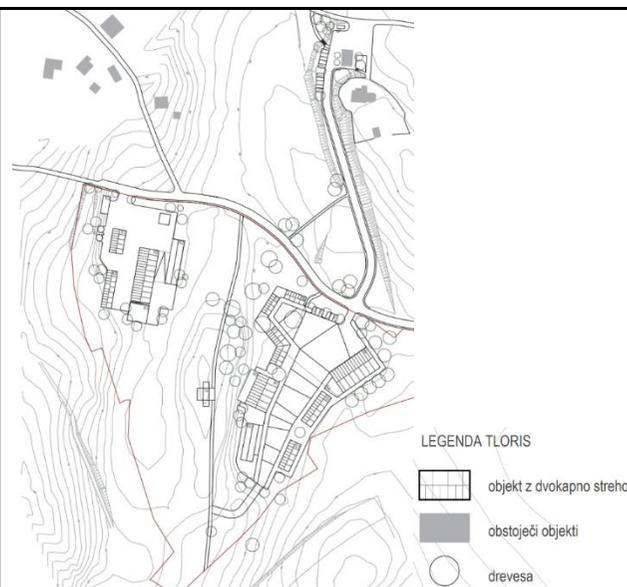 LEGENDA TLORIS
objekt z dvokapno streho
obstoječi objekti
drevesa